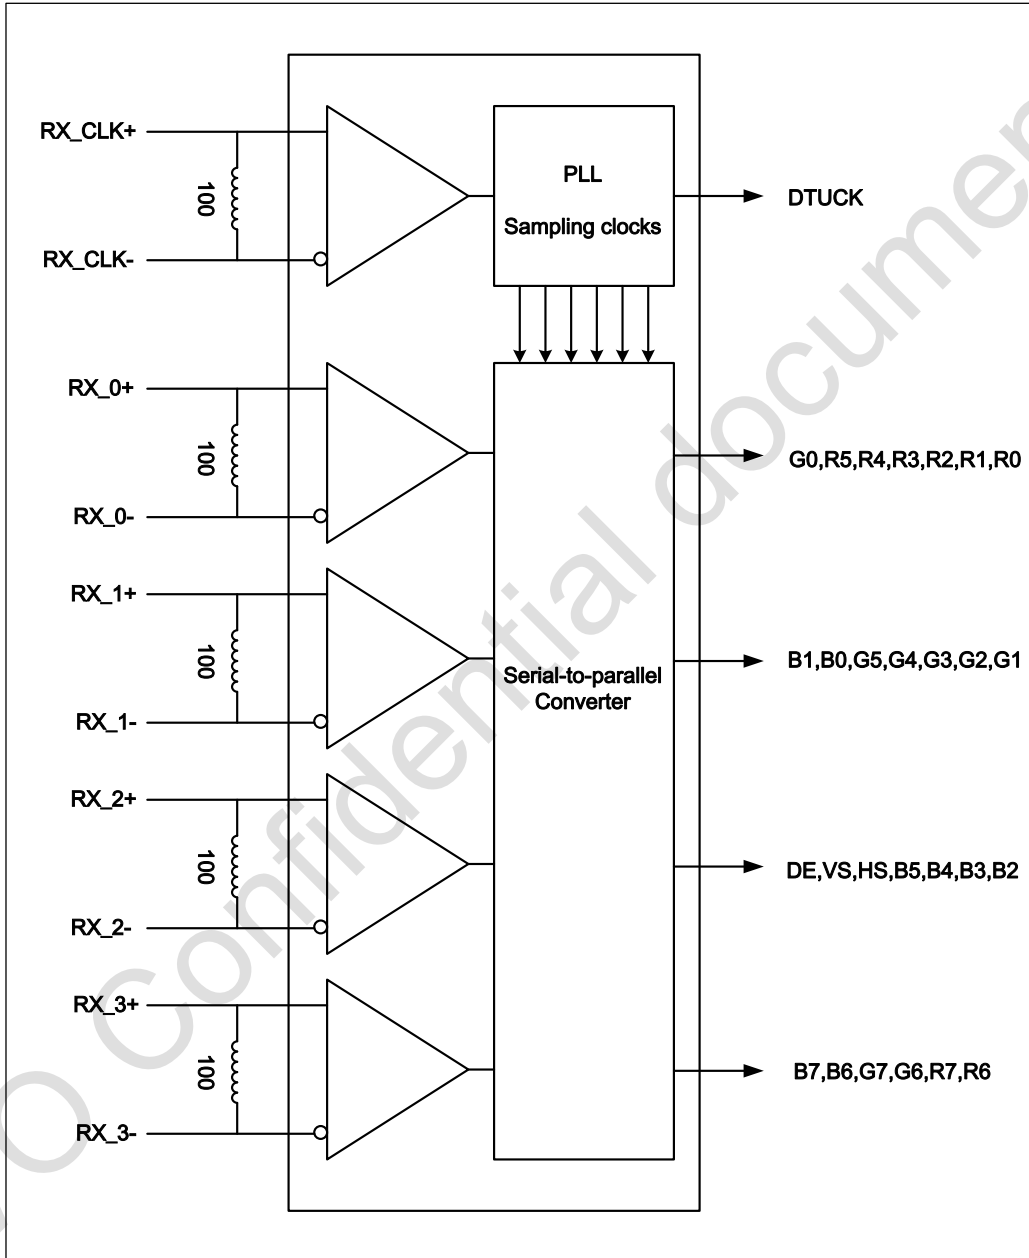 RX_CLK+
100
RX_CLK-
PLL
Sampling clocks
DTUCK
RX_0+
100
RX_0-
G0,R5,R4,R3,R2,R1,R0
RX_1+
100
RX_1-
Serial-to-parallel
Converter
B1,B0,G5,G4,G3,G2,G1
RX_2+
100
RX_2-
DE,VS,HS,B5,B4,B3,B2
RX_3+
100
RX_3-
B7,B6,G7,G6,R7,R6
O Confidential documen